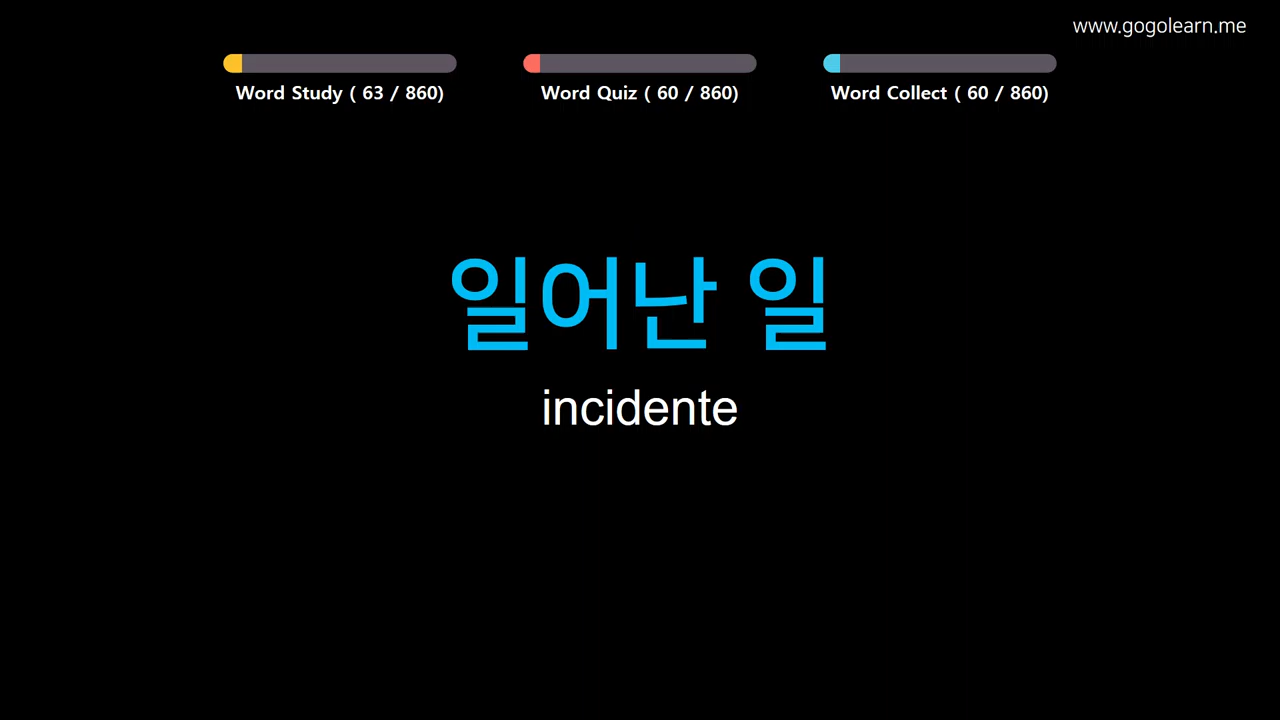 www.gogolearn.me
Word Study ( 63 / 860)
Word Quiz ( 60 / 860)
Word Collect ( 60 / 860)
일어난 일
incidente